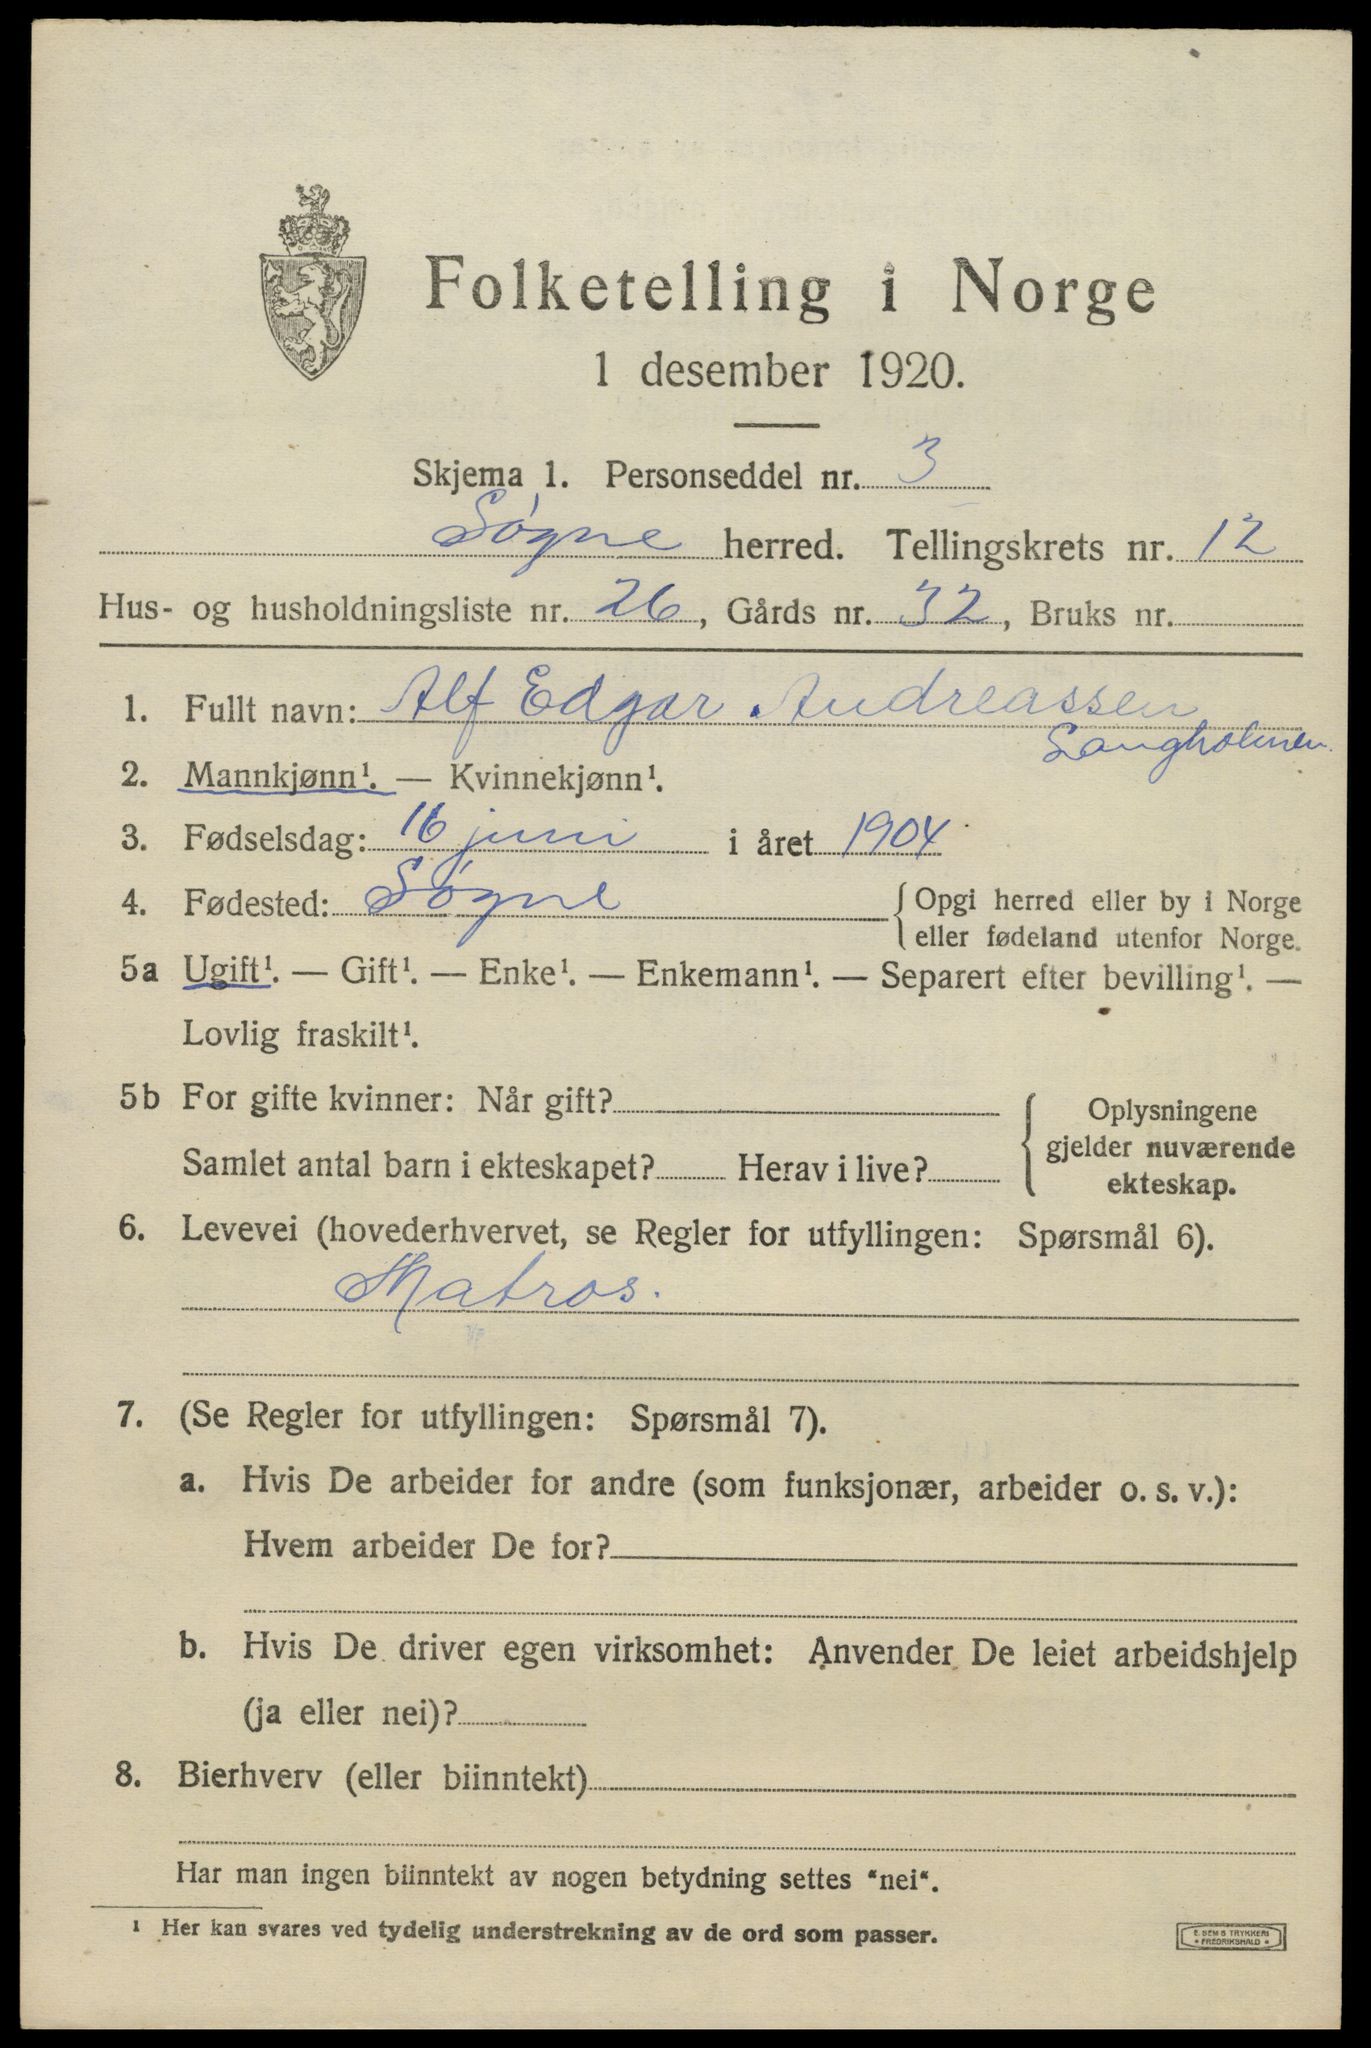 Folketelling i Norge
1 desember 1920.
Skjema 1. Personseddel nr. 3
Søgne herred. Tellingskrets nr. 12
Hus- og husholdningsliste nr. 26, Gårds nr. 32, Bruks nr.
1. Fullt navn: Alf Edgar Andreassen
Langholmen.
2. Mannkjønn¹. — Kvinnekjønn¹.
3. Fødselsdag: 16 juni i året 1904
4. Fødested: Søgne { Opgi herred eller by i Norge
eller fødeland utenfor Norge.
5a Ugift¹. — Gift¹. — Enke¹. — Enkemann¹. — Separert efter bevilling¹. —
Lovlig fraskilt¹.
5b For gifte kvinner: Når gift? { Oplysningene
gjelder nuværende
Samlet antal barn i ekteskapet? Herav i live? ekteskap.
6. Levevei (hovederhvervet, se Regler for utfyllingen: Spørsmål 6).
Matros.
7. (Se Regler for utfyllingen: Spørsmål 7).
a. Hvis De arbeider for andre (som funksjonær, arbeider o. s. v.):
Hvem arbeider De for?
b. Hvis De driver egen virksomhet: Anvender De leiet arbeidshjelp
(ja eller nei)?
8. Bierhverv (eller biinntekt)
Har man ingen biinntekt av nogen betydning settes "nei".
¹ Her kan svares ved tydelig understrekning av de ord som passer.
E. SEM S TRYKKERI
• FREDRIKSHALD •